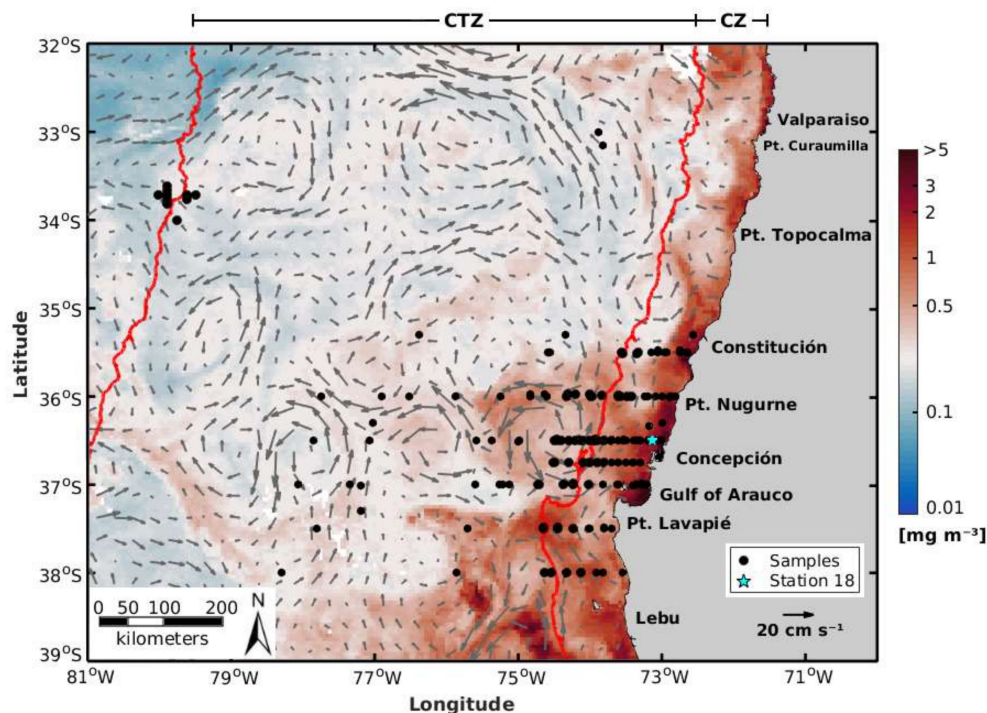 CTZ CZ
32°S
33°S
34°S
35°S
36°S
37°S
38°S
39°S
Latitude
81°W 79°W 77°W 75°W 73°W 71°W
Longitude
Valparaiso
Pt. Curaumilla
Pt. Topocalma
Constitución
Pt. Nugurne
Concepción
Gulf of Arauco
Pt. Lavapié
Lebu
Samples
Station 18
20 cm s⁻¹
0 50 100 200
kilometers
N
>5
3
2
1
0.5
0.1
0.01
[mg m⁻³]